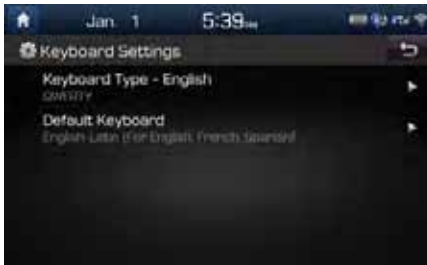 Jan. 1 5:39
Keyboard Settings
Keyboard Type - English
QWERTY
Default Keyboard
English-Latin (For English, French, Spanish)